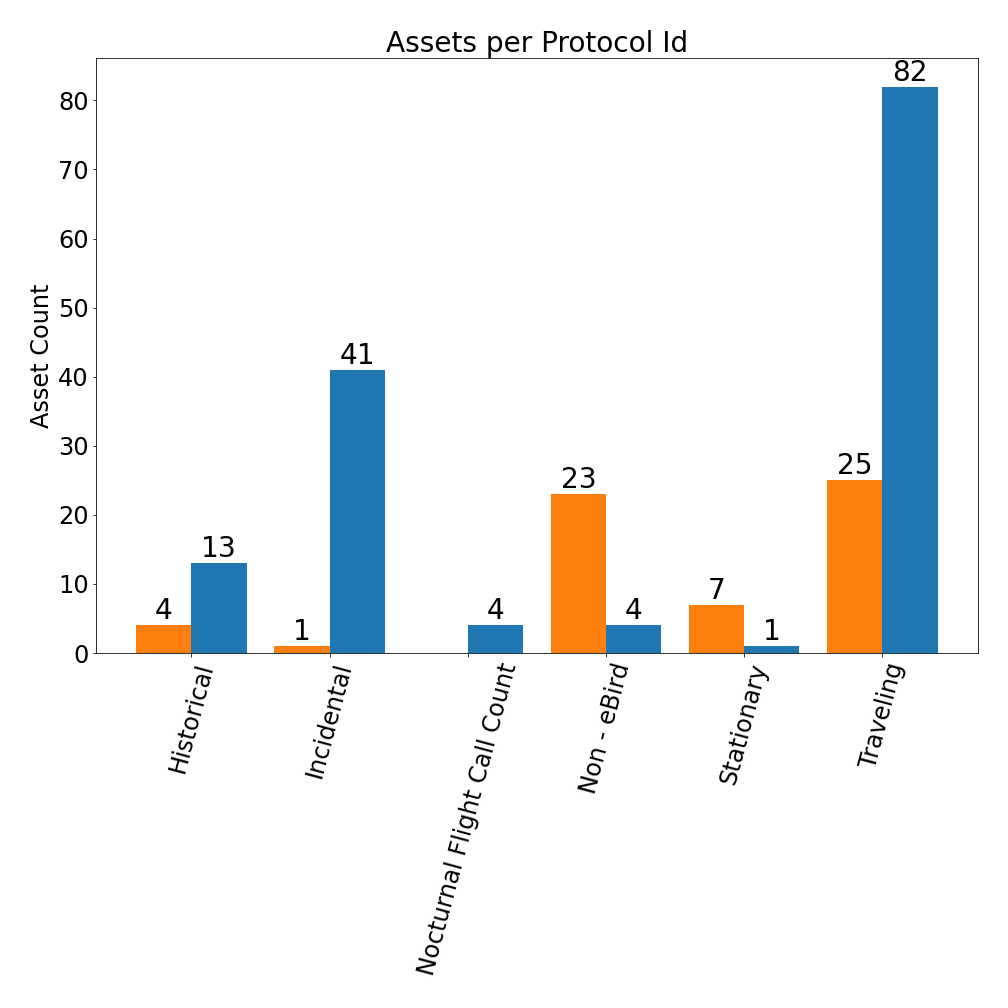 Assets per Protocol Id
Asset Count
80
70
60
50
40
30
20
10
0
4
13
1
41
4
23
4
7
1
25
82
Historical
Incidental
Nocturnal Flight Call Count
Non - eBird
Stationary
Traveling